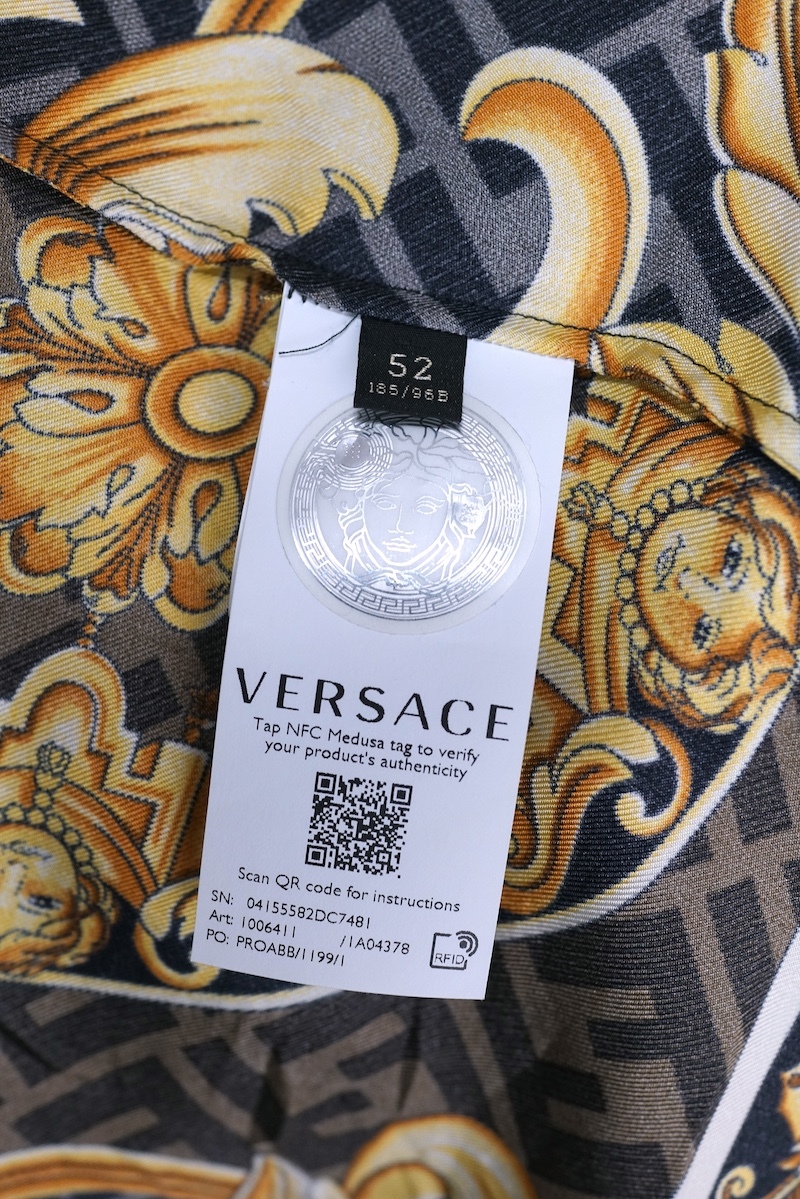 52
185/96B
VERSACE
Tap NFC Medusa tag to verify
your product's authenticity
Scan QR code for instructions
SN: 04155582DC7481
Art: 1006411 /1A04378
PO: PROABB/1199/1
RFID